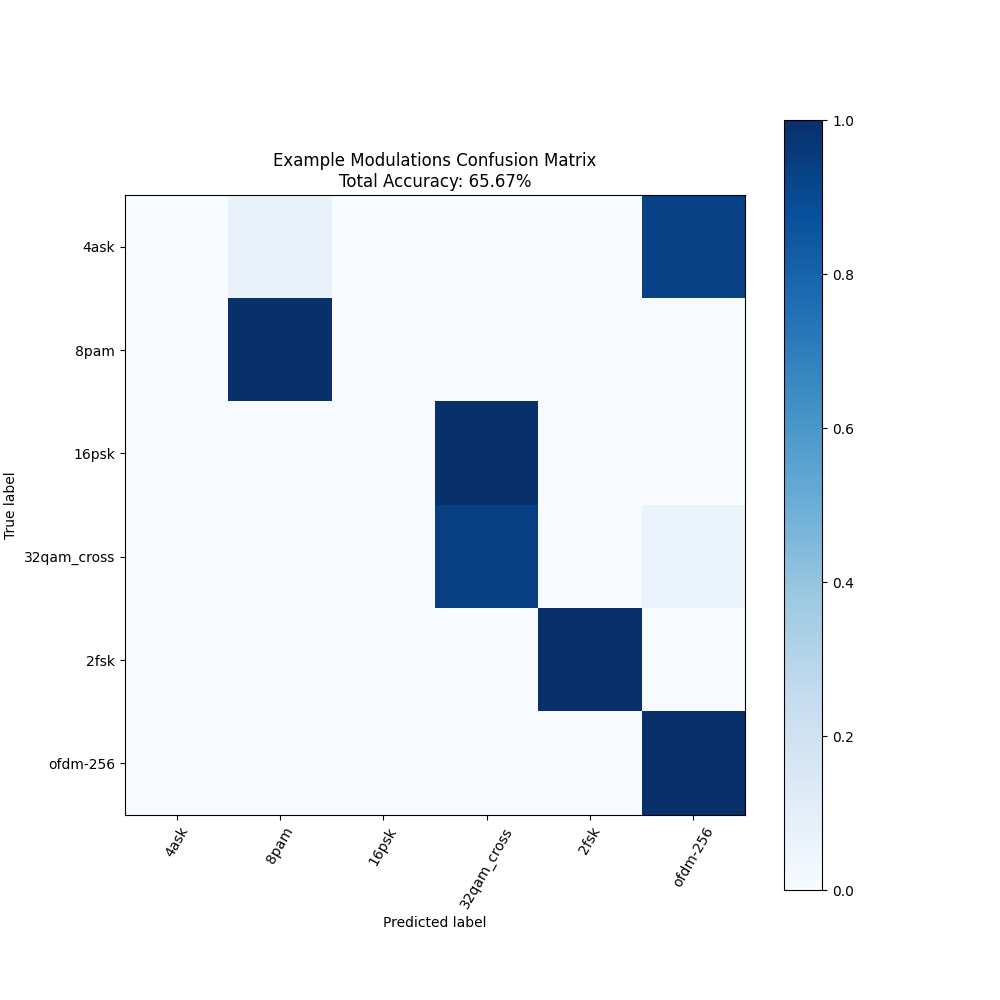 Example Modulations Confusion Matrix
Total Accuracy: 65.67%
True label
4ask
8pam
16psk
32qam_cross
2fsk
ofdm-256
4ask
8pam
16psk
32qam_cross
2fsk
ofdm-256
Predicted label
1.0
0.8
0.6
0.4
0.2
0.0